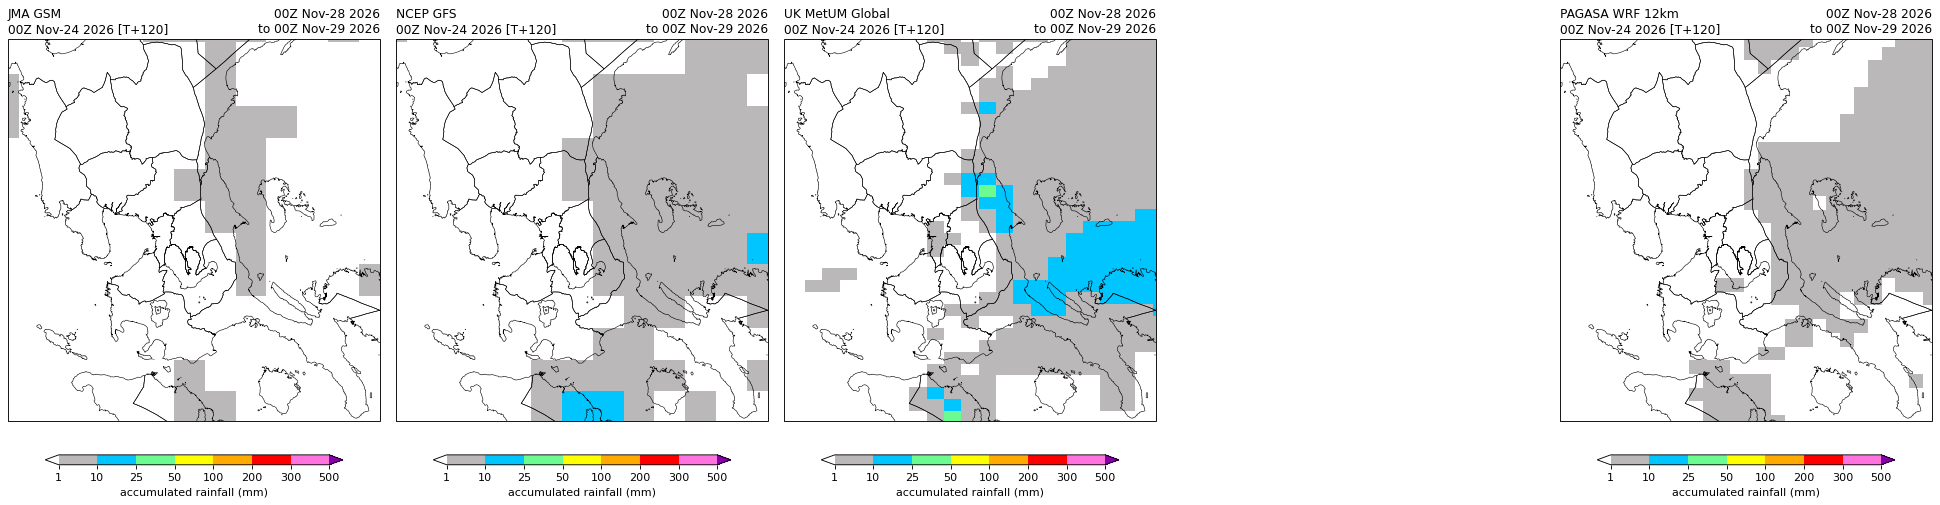 JMA GSM 00Z Nov-28 2026
00Z Nov-24 2026 [T+120] to 00Z Nov-29 2026
1 10 25 50 100 200 300 500
accumulated rainfall (mm)
NCEP GFS 00Z Nov-28 2026
00Z Nov-24 2026 [T+120] to 00Z Nov-29 2026
1 10 25 50 100 200 300 500
accumulated rainfall (mm)
UK MetUM Global 00Z Nov-28 2026
00Z Nov-24 2026 [T+120] to 00Z Nov-29 2026
1 10 25 50 100 200 300 500
accumulated rainfall (mm)
PAGASA WRF 12km 00Z Nov-28 2026
00Z Nov-24 2026 [T+120] to 00Z Nov-29 2026
1 10 25 50 100 200 300 500
accumulated rainfall (mm)